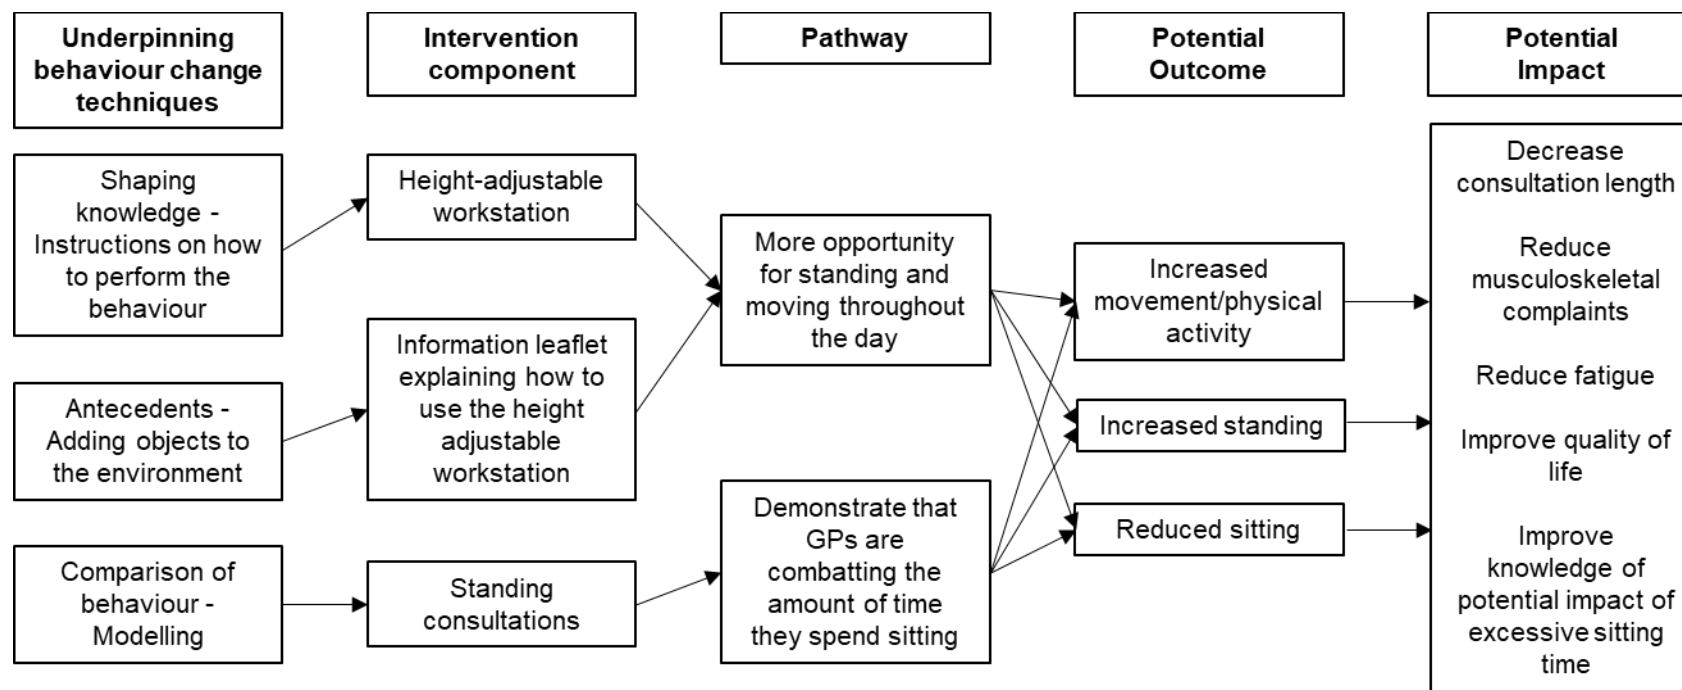 Underpinning
behaviour change
techniques
Intervention
component
Pathway
Potential
Outcome
Potential
Impact
Shaping
knowledge -
Instructions on how
to perform the
behaviour
Antecedents -
Adding objects to
the environment
Comparison of
behaviour -
Modelling
Height-adjustable
workstation
Information leaflet
explaining how to
use the height
adjustable
workstation
Standing
consultations
More opportunity
for standing and
moving throughout
the day
Demonstrate that
GPs are
combatting the
amount of time
they spend sitting
Increased
movement/physical
activity
Increased standing
Reduced sitting
Decrease
consultation length
Reduce
musculoskeletal
complaints
Reduce fatigue
Improve quality of
life
Improve
knowledge of
potential impact of
excessive sitting
time